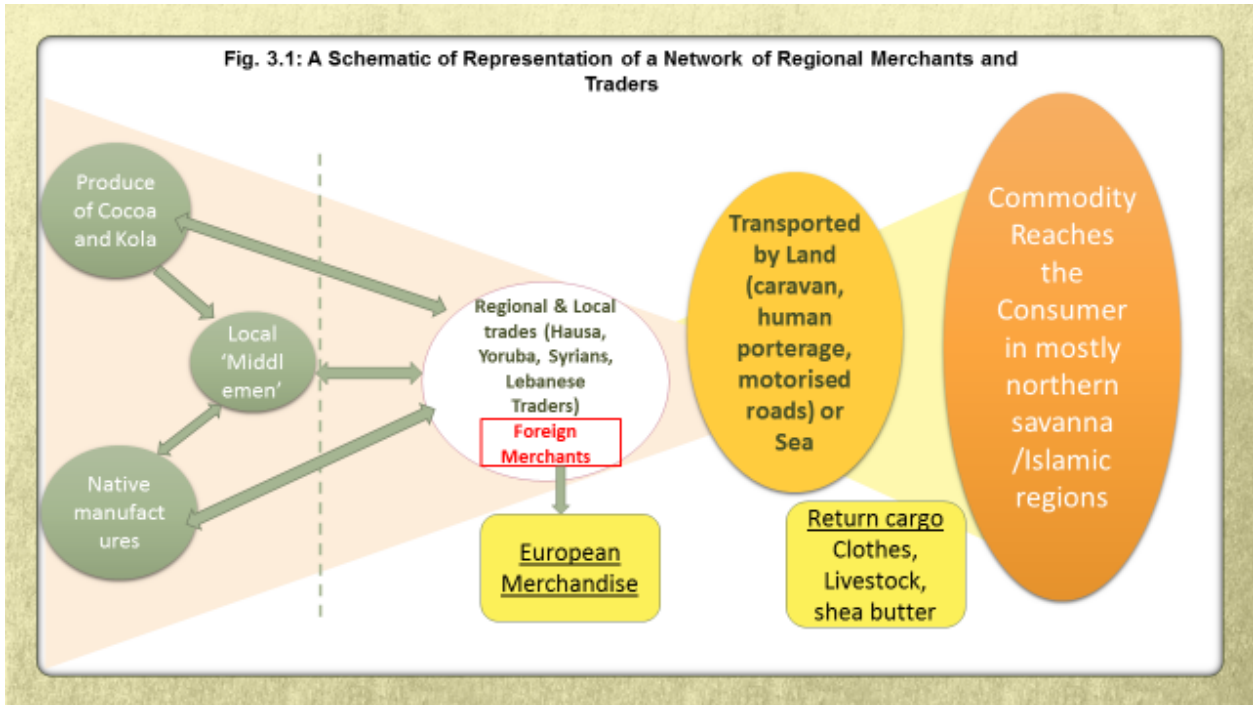 Fig. 3.1: A Schematic of Representation of a Network of Regional Merchants and
Traders
Produce
of Cocoa
and Kola
Local
‘Middl
emen’
Native
manufact
ures
Regional & Local
trades (Hausa,
Yoruba, Syrians,
Lebanese
Traders)
Foreign
Merchants
European
Merchandise
Transported
by Land
(caravan,
human
porterage,
motorised
roads) or
Sea
Return cargo
Clothes,
Livestock,
shea butter
Commodity
Reaches
the
Consumer
in mostly
northern
savanna
/Islamic
regions